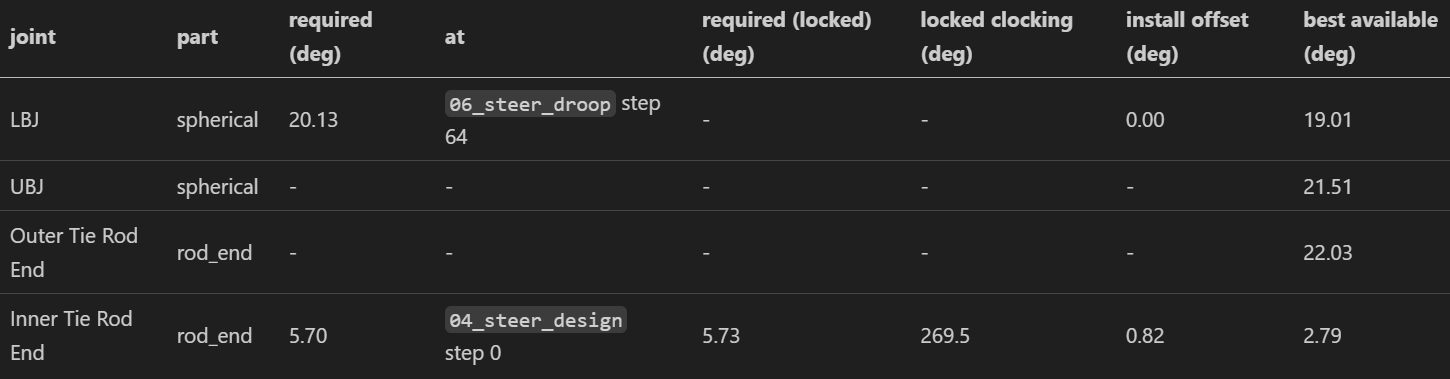 joint part required (deg) at required (locked) (deg) locked clocking (deg) install offset (deg) best available (deg)
LBJ spherical 20.13 06_steer_droop step 64 - - 0.00 19.01
UBJ spherical - - - - - 21.51
Outer Tie Rod End rod_end - - - - - 22.03
Inner Tie Rod End rod_end 5.70 04_steer_design step 0 5.73 269.5 0.82 2.79